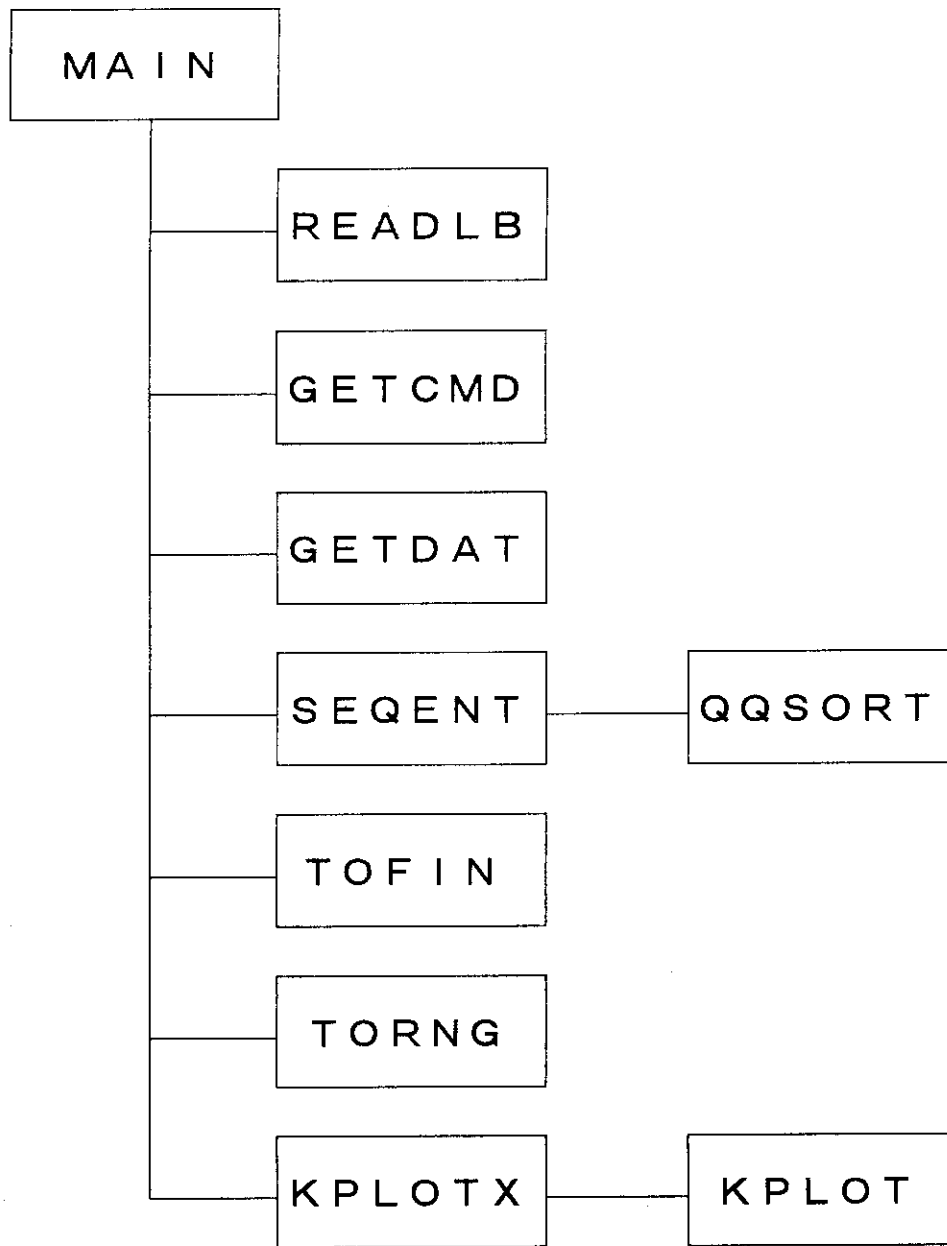 MAIN
READLB
GETCMD
GETDAT
SEQENT
QQSORT
TOFIN
TORNG
KPLOTX
KPLOT